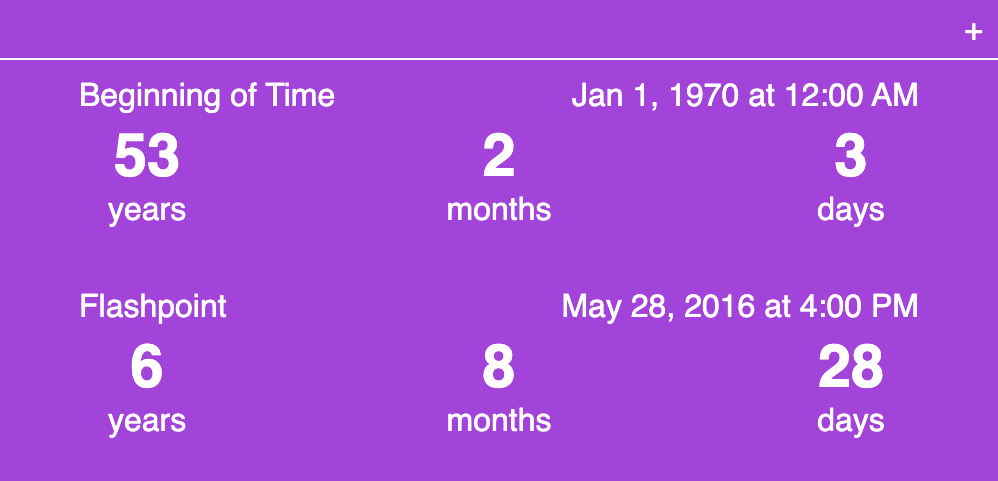 +
Beginning of Time Jan 1, 1970 at 12:00 AM
53 2 3
years months days
Flashpoint May 28, 2016 at 4:00 PM
6 8 28
years months days